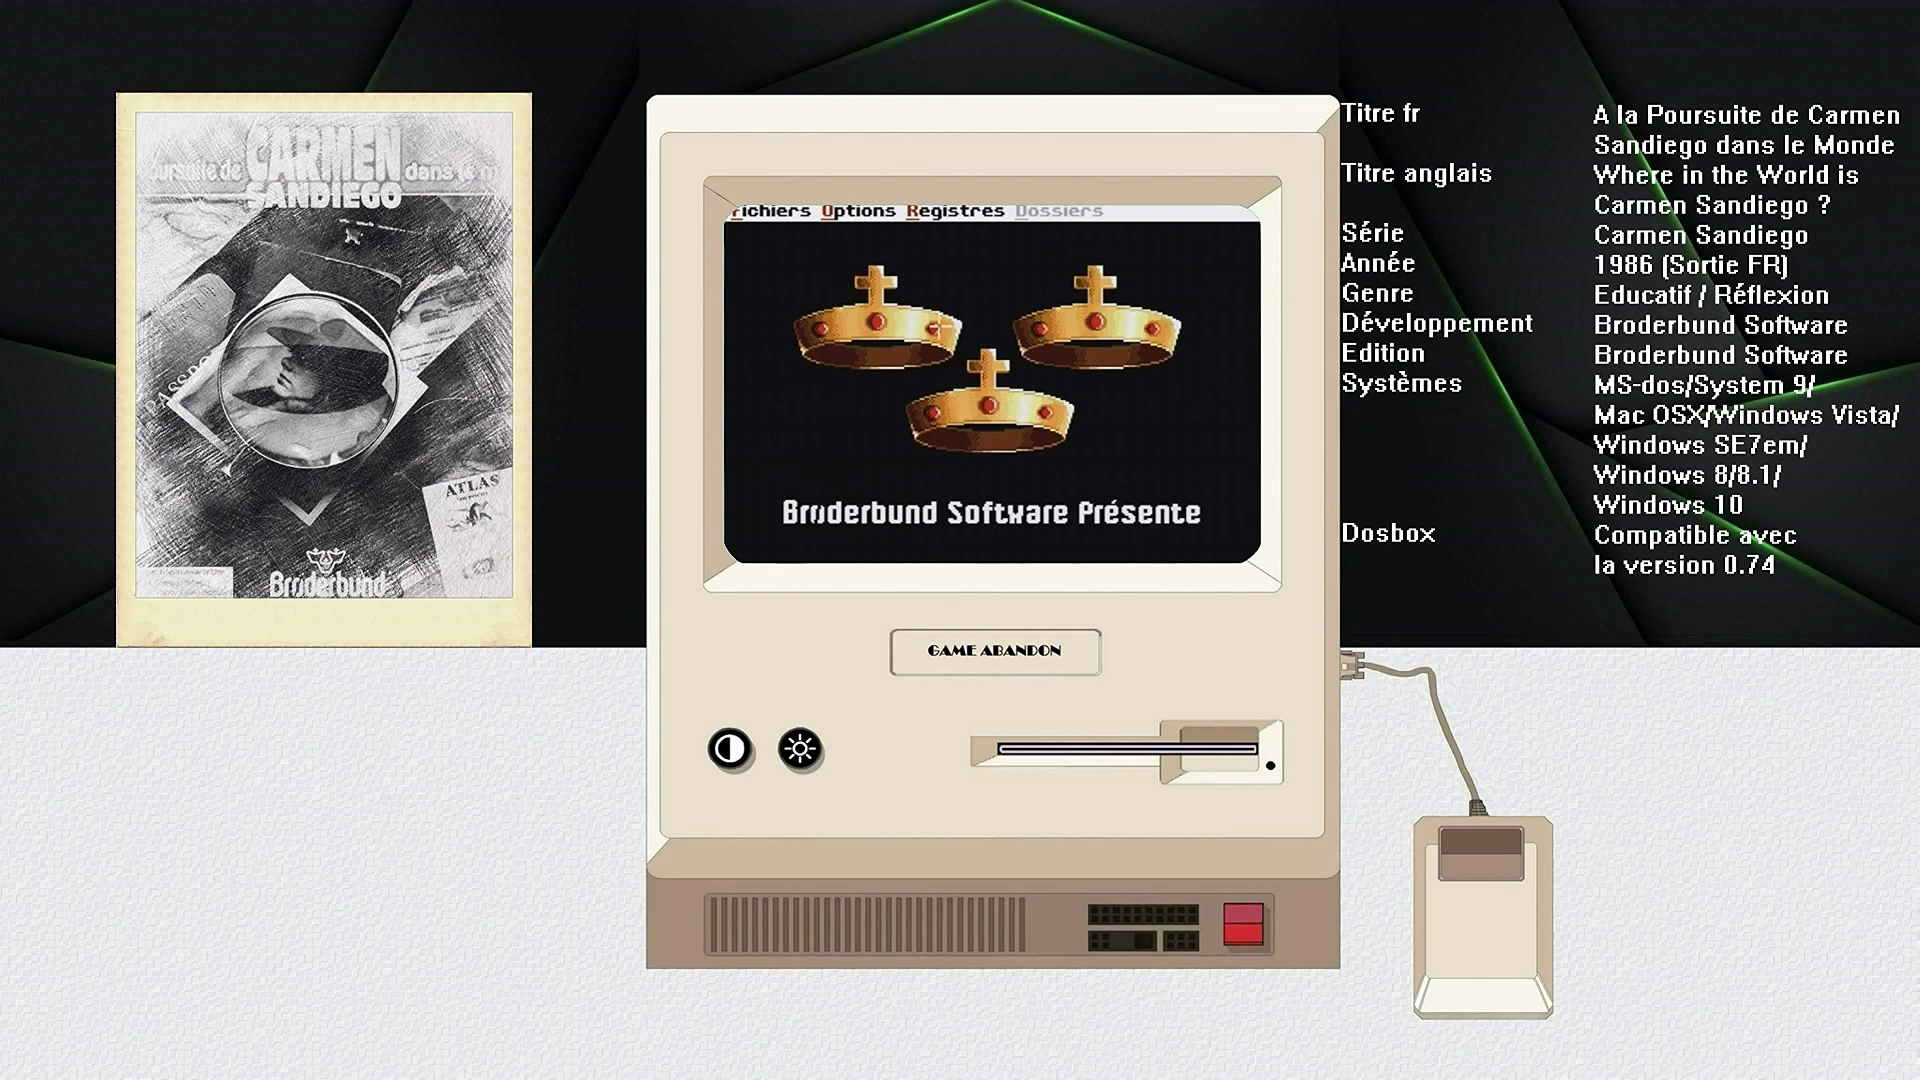 CARMEN
SANDIEGO
dans le m
ATLAS
Brøderbund
Fichiers Options Registres Dossiers
Brøderbund Software Présente
GAME ABANDON
Titre fr A la Poursuite de Carmen
Sandiego dans le Monde
Titre anglais Where in the World is
Carmen Sandiego ?
Série Carmen Sandiego
Année 1986 (Sortie FR)
Genre Educatif / Réflexion
Développement Broderbund Software
Edition Broderbund Software
Systèmes MS-dos/System 9/
Mac OSX/Windows Vista/
Windows SE7em/
Windows 8/8.1/
Windows 10
Dosbox Compatible avec
la version 0.74